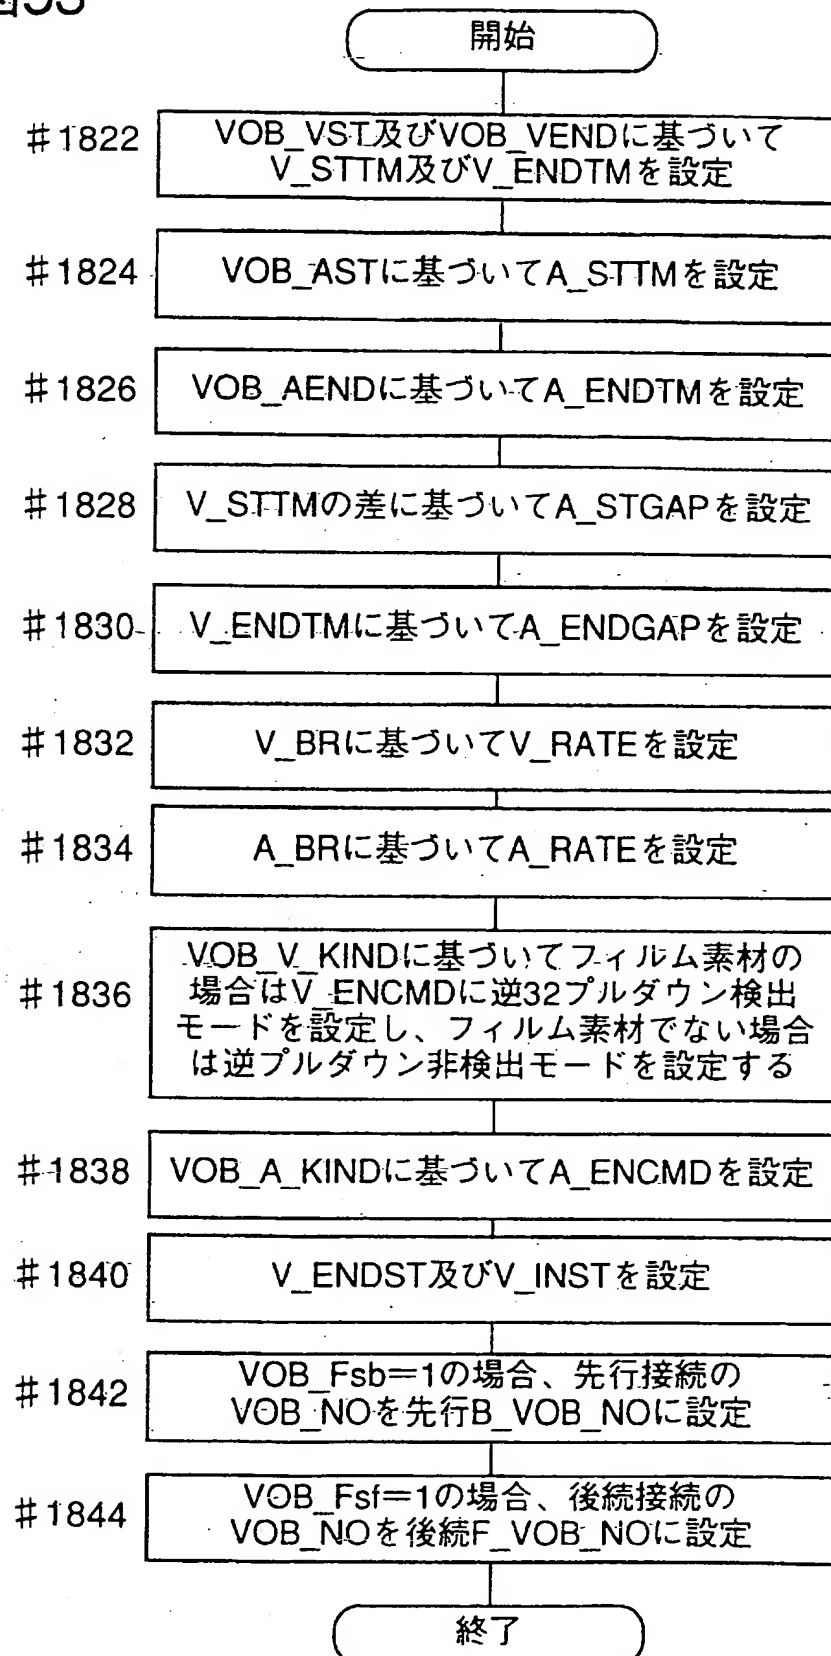 開始
#1822
VOB_VST及びVOB_VENDに基づいて
V_STTM及びV_ENDTMを設定
#1824
VOB_ASTに基づいてA_STTMを設定
#1826
VOB_AENDに基づいてA_ENDTMを設定
#1828
V_STTMの差に基づいてA_STGAPを設定
#1830
V_ENDTMに基づいてA_ENDGAPを設定
#1832
V_BRに基づいてV_RATEを設定
#1834
A_BRに基づいてA_RATEを設定
#1836
VOB_V_KINDに基づいてフィルム素材の
場合はV_ENCMDに逆32プルダウン検出
モードを設定し、フィルム素材でない場合
は逆プルダウン非検出モードを設定する
#1838
VOB_A_KINDに基づいてA_ENCMDを設定
#1840
V_ENDST及びV_INSTを設定
#1842
VOB_Fsb=1の場合、先行接続の
VOB_NOを先行B_VOB_NOに設定
#1844
VOB_Fsf=1の場合、後続接続の
VOB_NOを後続F_VOB_NOに設定
終了